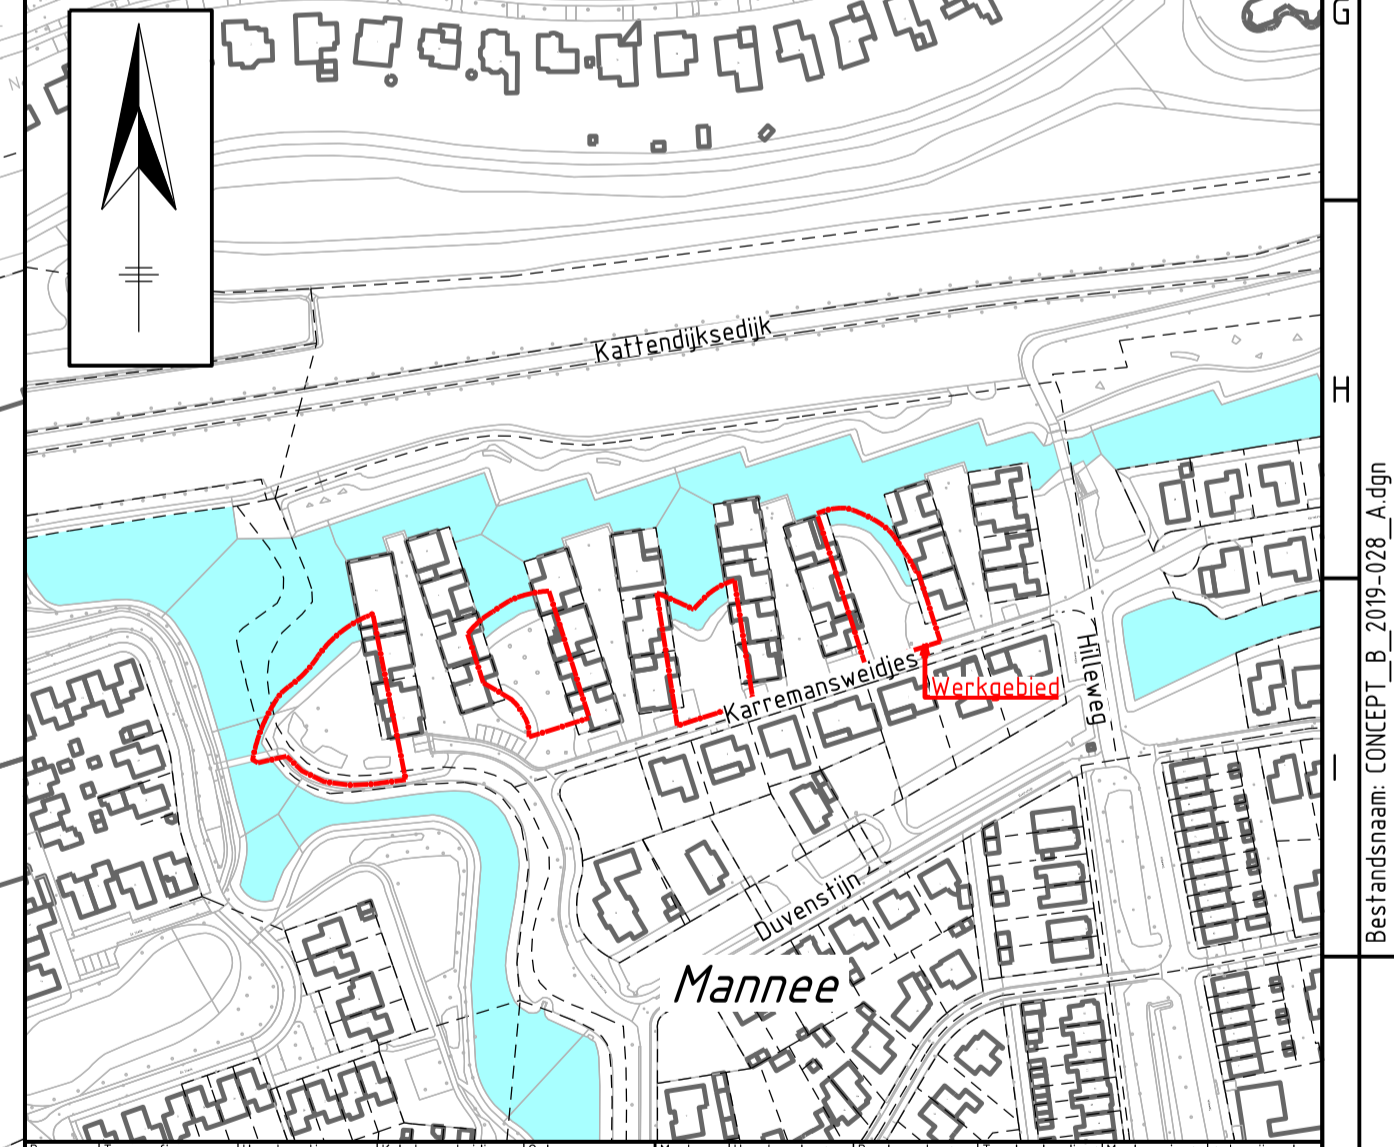 G
Kattendijksedijk
H
Karremansweidjes
Werkgebied
Hilleweg
I
Duvenstijn
Mannee
Bestandsnaam: CONCEPT_B_2019-028_A.dgn